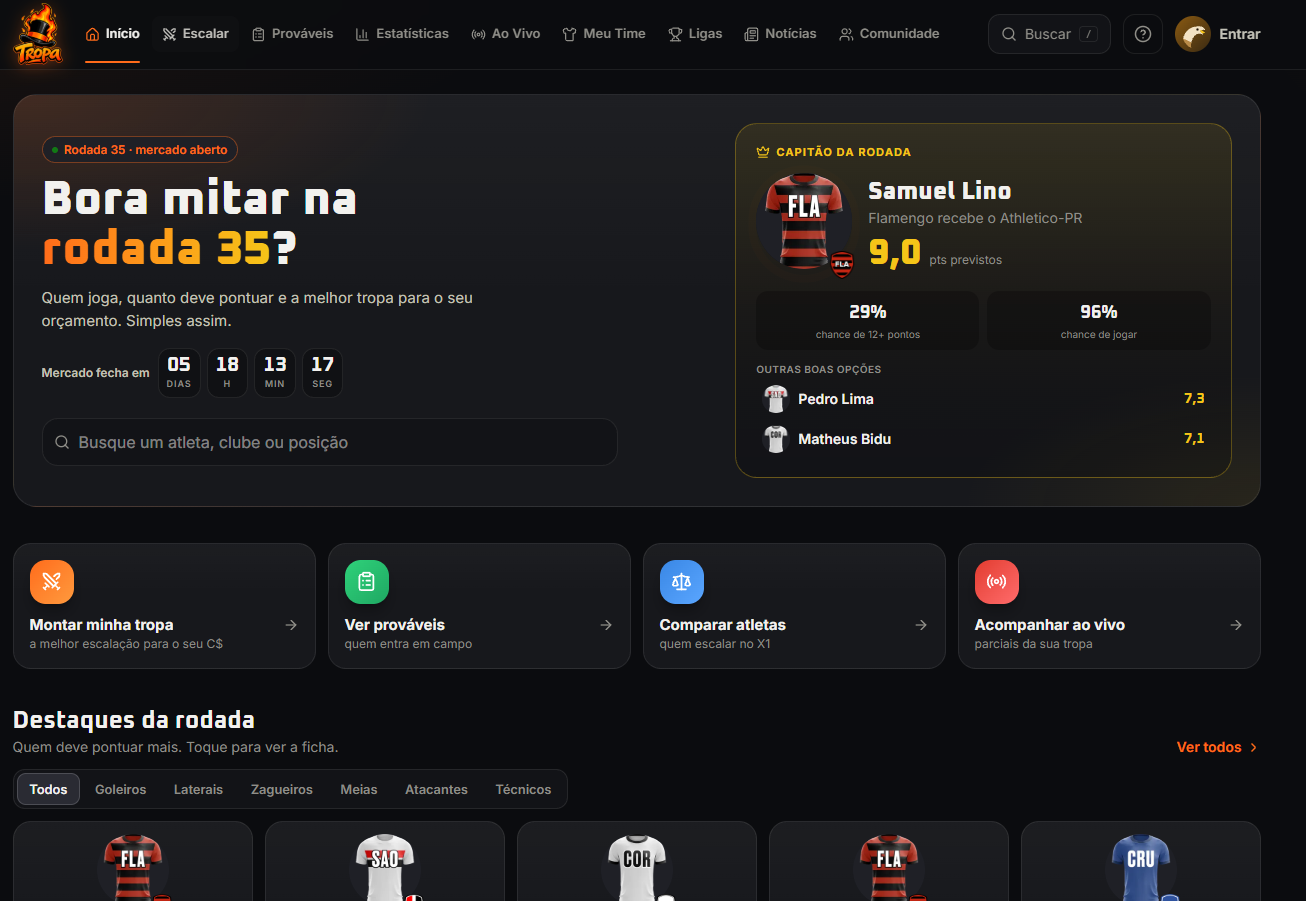 TROPA
Início
Escalar
Prováveis
Estatísticas
Ao Vivo
Meu Time
Ligas
Notícias
Comunidade
Buscar /
Entrar
Rodada 35 · mercado aberto
Bora mitar na
rodada 35?
Quem joga, quanto deve pontuar e a melhor tropa para o seu
orçamento. Simples assim.
Mercado fecha em
05 DIAS
18 H
13 MIN
17 SEG
Busque um atleta, clube ou posição
CAPITÃO DA RODADA
FLA
FLA
Samuel Lino
Flamengo recebe o Athletico-PR
9,0 pts previstos
29%
chance de 12+ pontos
96%
chance de jogar
OUTRAS BOAS OPÇÕES
Pedro Lima 7,3
COR
Matheus Bidu 7,1
Montar minha tropa
a melhor escalação para o seu C$
Ver prováveis
quem entra em campo
Comparar atletas
quem escalar no X1
Acompanhar ao vivo
parciais da sua tropa
Destaques da rodada
Quem deve pontuar mais. Toque para ver a ficha.
Ver todos
Todos
Goleiros
Laterais
Zagueiros
Meias
Atacantes
Técnicos
FLA
SAO
COR
FLA
CRU